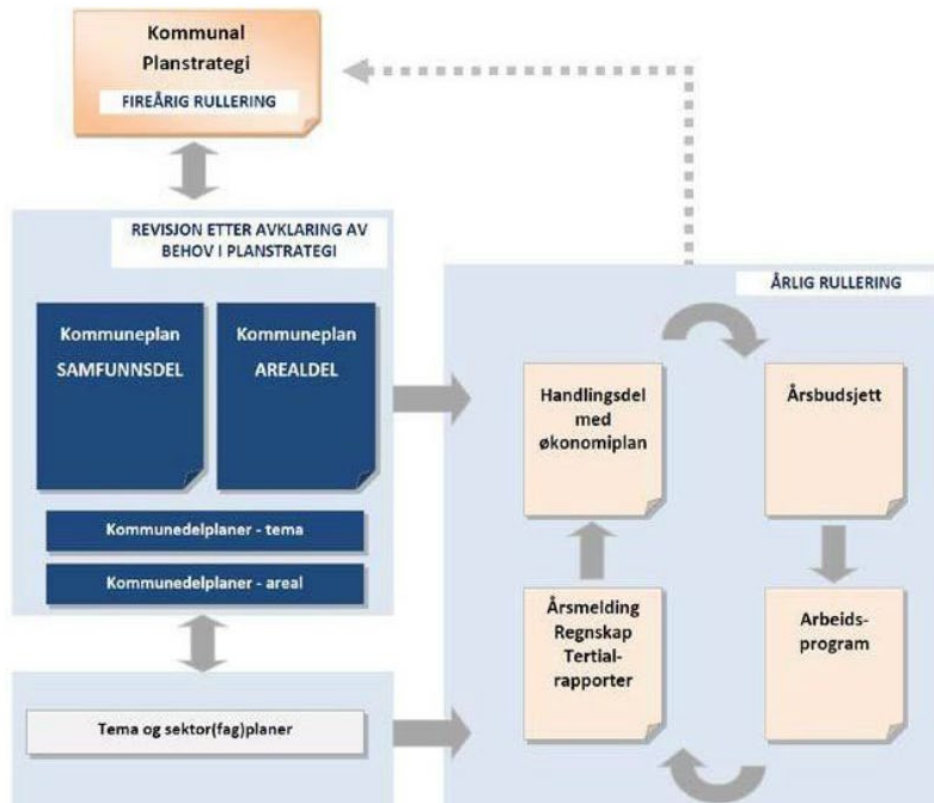 Kommunal
Planstrategi
FIREÅRIG RULLERING
REVISJON ETTER AVKLARING AV
BEHOV I PLANSTRATEGI
Kommuneplan
SAMFUNNSDEL
Kommuneplan
AREALDEL
Kommunedelplaner - tema
Kommunedelplaner - areal
Tema og sektor(fag)planer
ÅRLIG RULLERING
Handlingsdel
med
økonomiplan
Årsbudsjett
Årsmelding
Regnskap
Tertial-
rapporter
Arbeids-
program